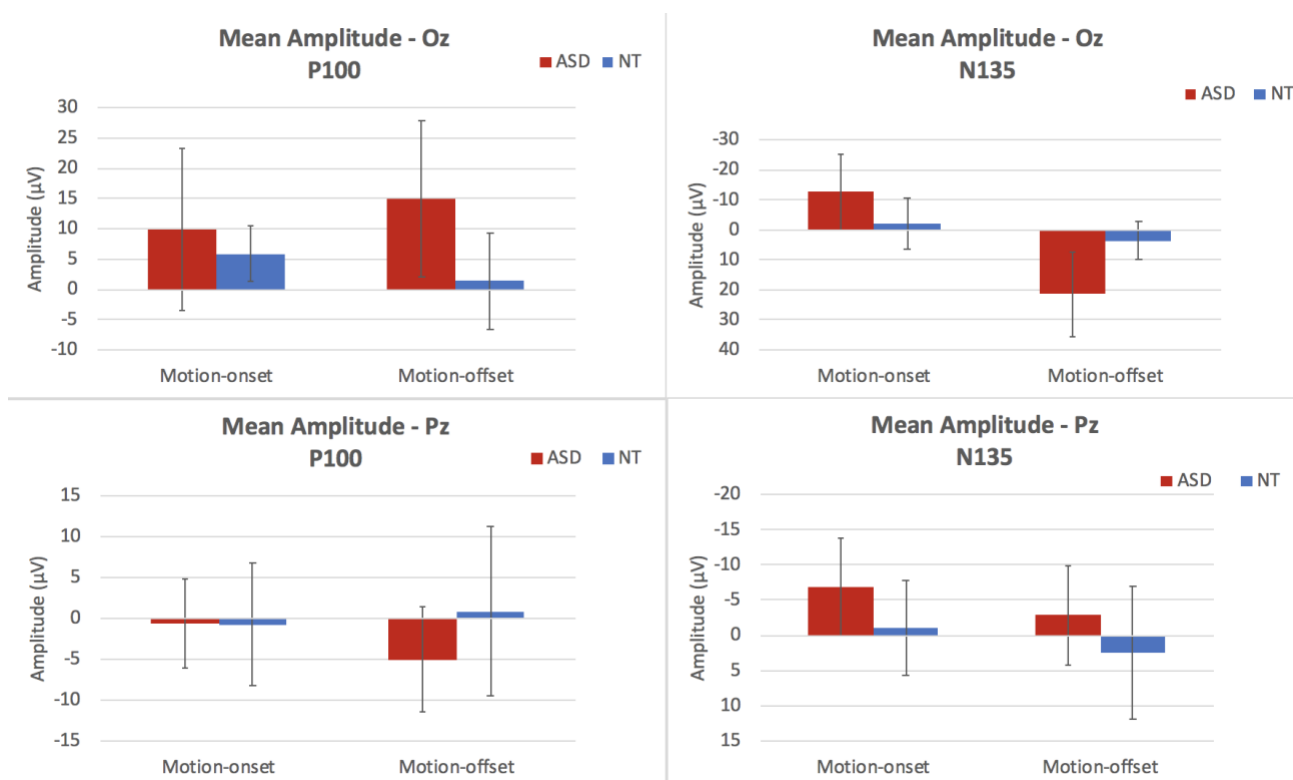 Mean Amplitude - Oz
P100
ASD NT
Amplitude (µV)
30
25
20
15
10
5
0
-5
-10
Motion-onset Motion-offset
Mean Amplitude - Oz
N135
ASD NT
Amplitude (µV)
-30
-20
-10
0
10
20
30
40
Motion-onset Motion-offset
Mean Amplitude - Pz
P100
ASD NT
Amplitude (µV)
15
10
5
0
-5
-10
-15
Motion-onset Motion-offset
Mean Amplitude - Pz
N135
ASD NT
Amplitude (µV)
-20
-15
-10
-5
0
5
10
15
Motion-onset Motion-offset